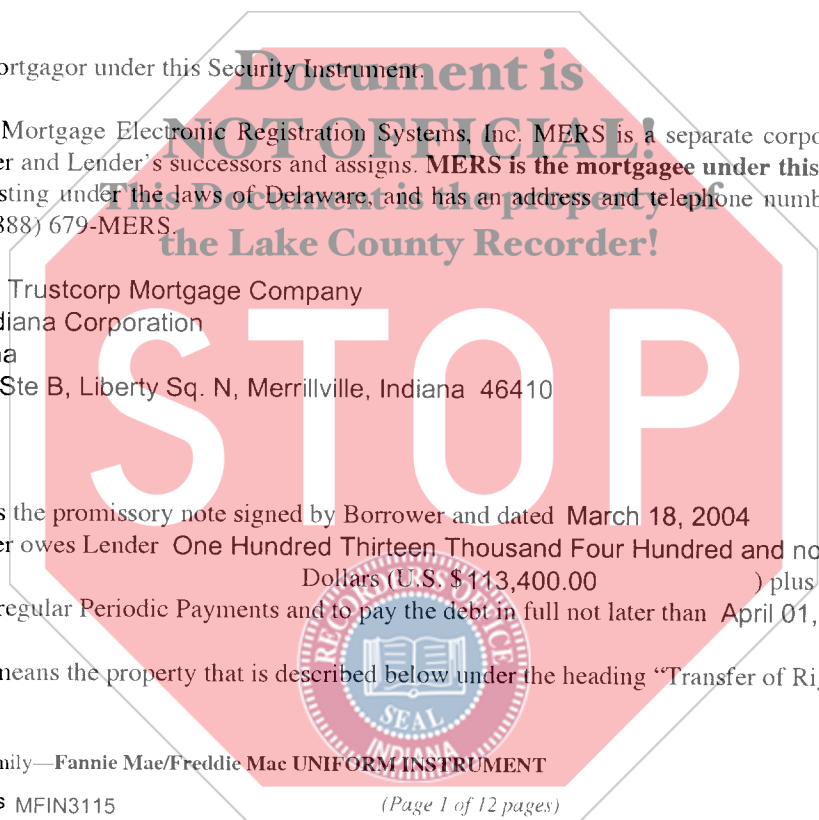 ortgagor under this Security Instrument.
Document is
Mortgage Electronic Registration Systems, Inc. MERS is a separate corpo
NOT OFFICIAL!
er and Lender's successors and assigns. MERS is the mortgagee under this
sting under the laws of Delaware, and has an address and telephone numb
This Document is the property of
888) 679-MERS.
the Lake County Recorder!
Trustcorp Mortgage Company
diana Corporation
na
Ste B, Liberty Sq. N, Merrillville, Indiana 46410
STOP
s the promissory note signed by Borrower and dated March 18, 2004
er owes Lender One Hundred Thirteen Thousand Four Hundred and no
Dollars (U.S. $113,400.00 ) plus
regular Periodic Payments and to pay the debt in full not later than April 01,
RECORDER'S OFFICE
means the property that is described below under the heading “Transfer of Rig
SEAL
INDIANA
mily—Fannie Mae/Freddie Mac UNIFORM INSTRUMENT
s MFIN3115 (Page 1 of 12 pages)